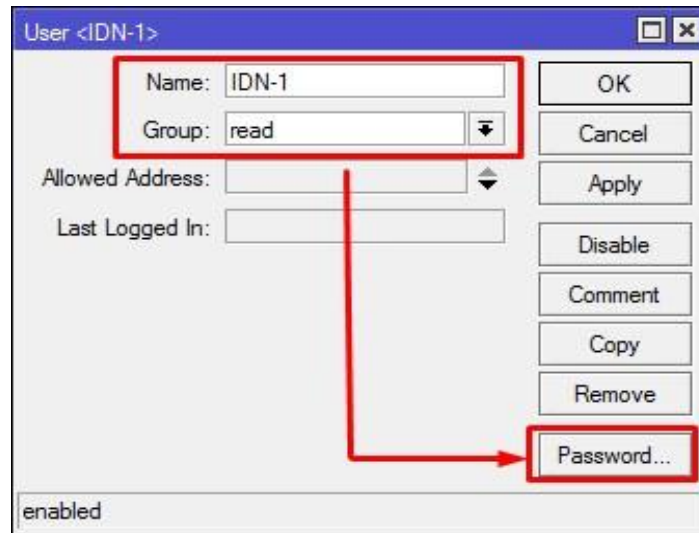 User <IDN-1>
Name: IDN-1
OK
Group: read
Cancel
Allowed Address:
Apply
Last Logged In:
Disable
Comment
Copy
Remove
Password...
enabled